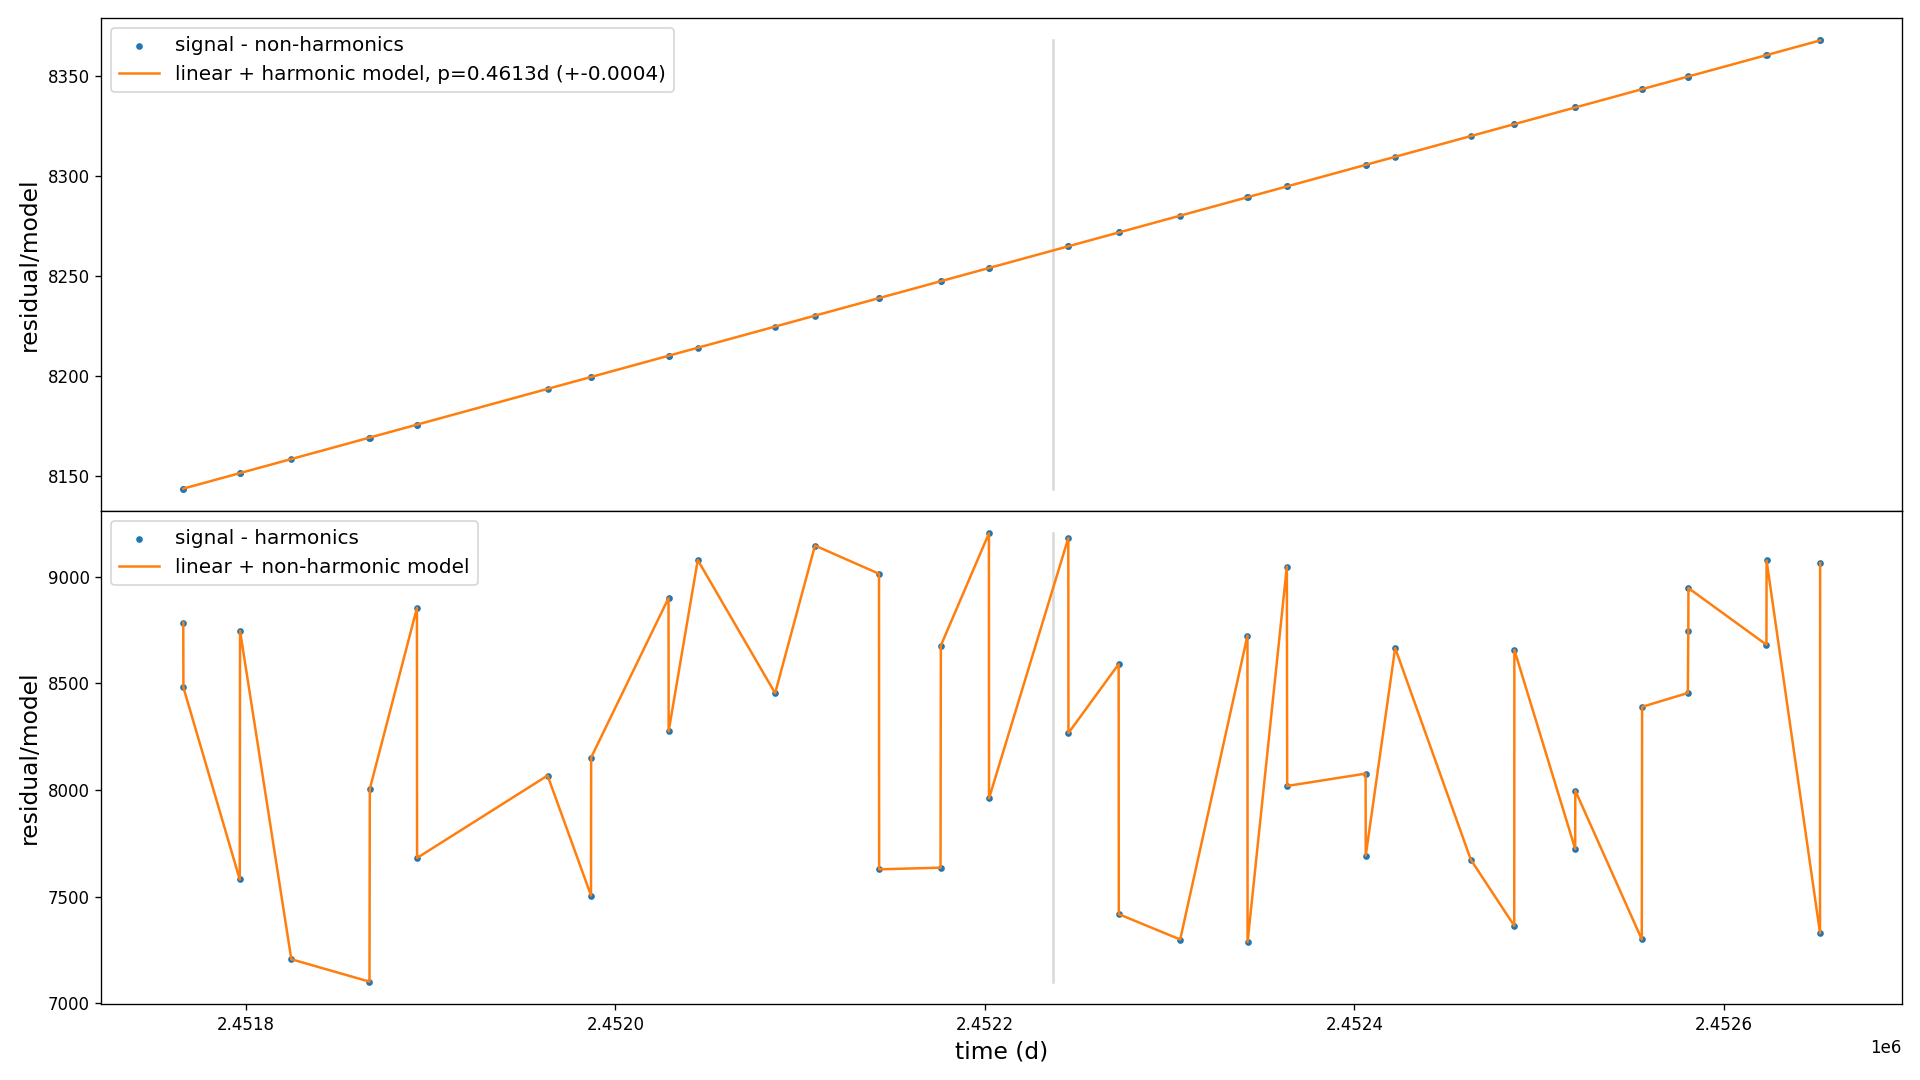 signal - non-harmonics
linear + harmonic model, p=0.4613d (+-0.0004)
8350
8300
8250
8200
8150
residual/model
signal - harmonics
linear + non-harmonic model
9000
8500
8000
7500
7000
residual/model
2.4518 2.4520 2.4522 2.4524 2.4526
1e6
time (d)